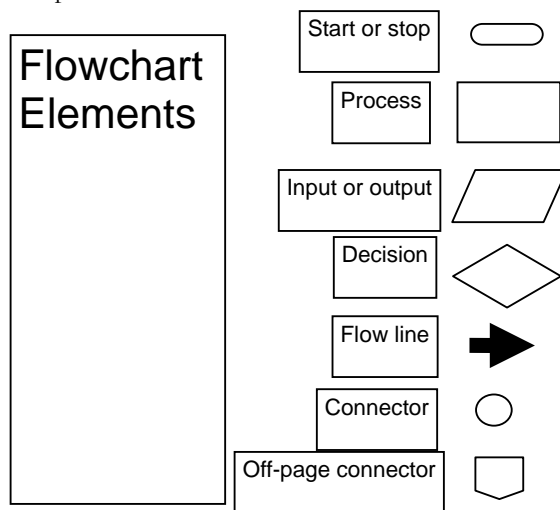 Flowchart
Elements
Start or stop
Process
Input or output
Decision
Flow line
Connector
Off-page connector